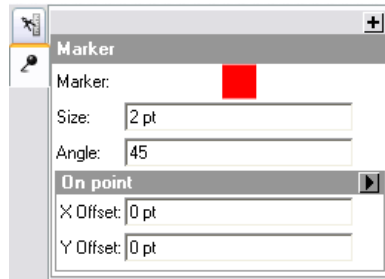 Marker
Marker:
Size: 2 pt
Angle: 45
On point
X Offset: 0 pt
Y Offset: 0 pt